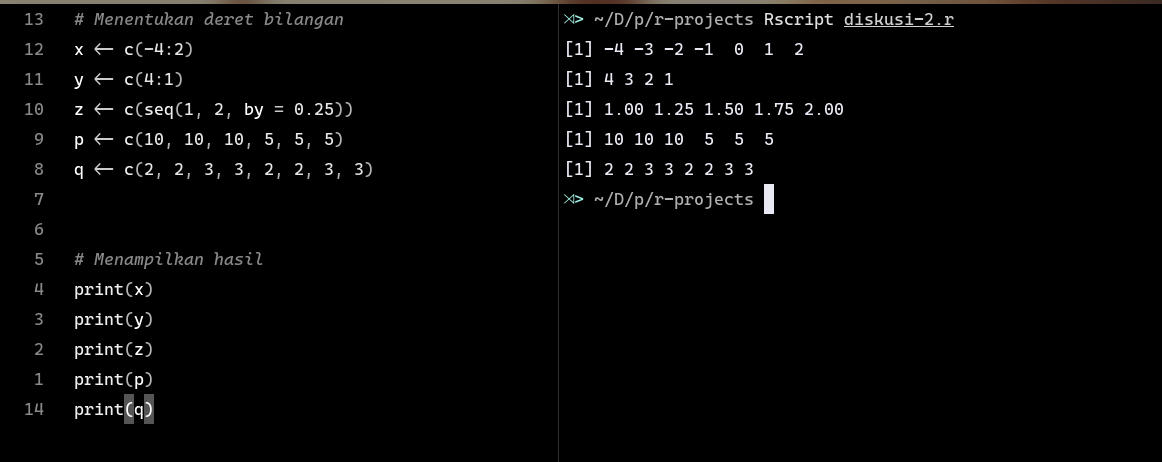 13 # Menentukan deret bilangan
12 x <- c(-4:2)
11 y <- c(4:1)
10 z <- c(seq(1, 2, by = 0.25))
9 p <- c(10, 10, 10, 5, 5, 5)
8 q <- c(2, 2, 3, 3, 2, 2, 3, 3)
7
6
5 # Menampilkan hasil
4 print(x)
3 print(y)
2 print(z)
1 print(p)
14 print(q)
⋊> ~/D/p/r-projects Rscript diskusi-2.r
[1] -4 -3 -2 -1  0  1  2
[1] 4 3 2 1
[1] 1.00 1.25 1.50 1.75 2.00
[1] 10 10 10  5  5  5
[1] 2 2 3 3 2 2 3 3
⋊> ~/D/p/r-projects